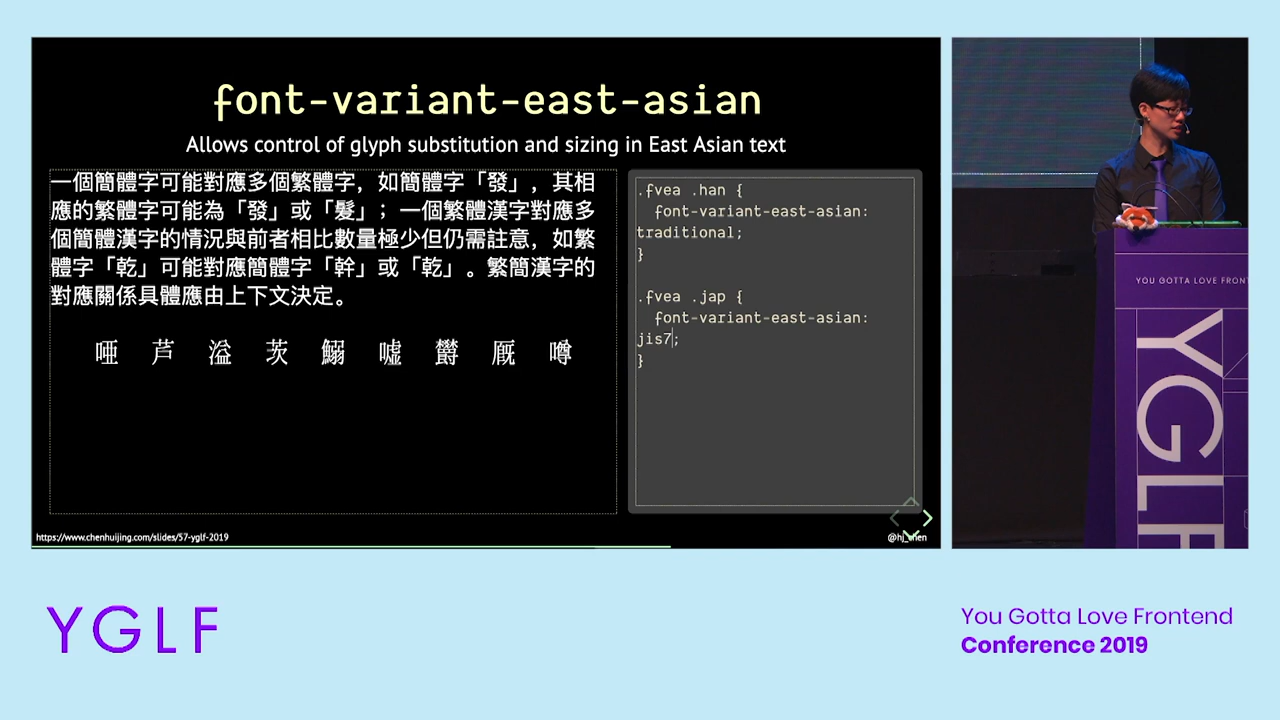 font-variant-east-asian
Allows control of glyph substitution and sizing in East Asian text
一個簡體字可能對應多個繁體字，如簡體字「發」，其相
應的繁體字可能為「發」或「髮」；一個繁體漢字對應多
個簡體漢字的情況與前者相比數量極少但仍需註意，如繁
體字「乾」可能對應簡體字「幹」或「乾」。繁簡漢字的
對應關係具體應由上下文決定。
唖 芦 溢 茨 鰯 嘘 欝 厩 噂
.fvea .han {
font-variant-east-asian:
traditional;
}
.fvea .jap {
font-variant-east-asian:
jis7;
}
https://www.chenhuijing.com/slides/57-yglf-2019
YOU GOTTA LOVE FRONT
YGLF
YGLF
You Gotta Love Frontend
Conference 2019